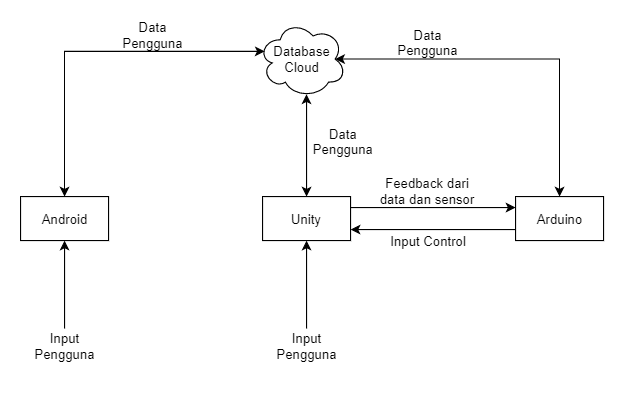 Data
Pengguna
Database
Cloud
Data
Pengguna
Data
Pengguna
Android
Unity
Feedback dari
data dan sensor
Input Control
Arduino
Input
Pengguna
Input
Pengguna